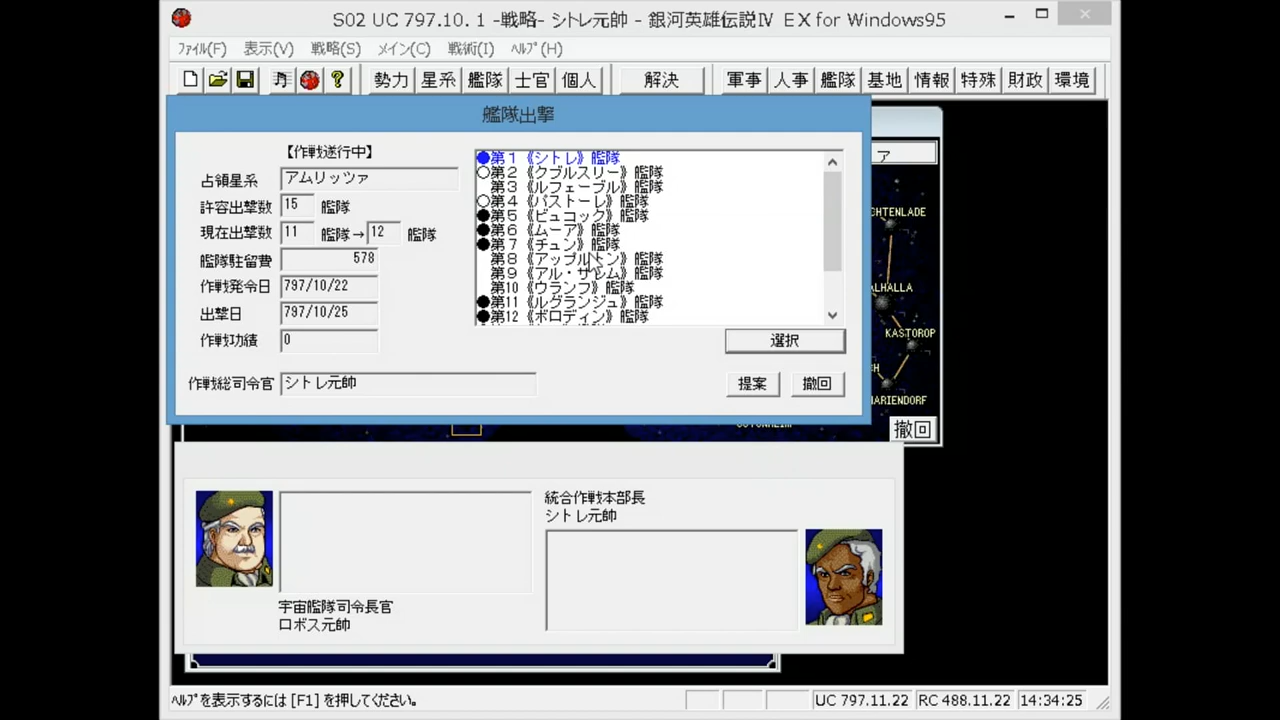 S02 UC 797.10. 1 -戦略- シトレ元帥 - 銀河英雄伝説Ⅳ EX for Windows95
ﾌｧｲﾙ(F) 表示(V) 戦略(S) メイン(C) 戦術(I) ﾍﾙﾌﾟ(H)
勢力 星系 艦隊 士官 個人 解決 軍事 人事 艦隊 基地 情報 特殊 財政 環境
艦隊出撃
【作戦遂行中】
占領星系 アムリッツァ
許容出撃数 15 艦隊
現在出撃数 11 艦隊→12 艦隊
艦隊駐留費 578
作戦発令日 797/10/22
出撃日 797/10/25
作戦功績 0
作戦総司令官 シトレ元帥
●第1《シトレ》艦隊
○第2《クブルスリー》艦隊
第3《ルフェーブル》艦隊
○第4《パストーレ》艦隊
●第5《ビュコック》艦隊
●第6《ムーア》艦隊
●第7《チュン》艦隊
第8《アップルトン》艦隊
第9《アル・サレム》艦隊
第10《ウランフ》艦隊
●第11《ルグランジュ》艦隊
●第12《ボロディン》艦隊
選択
提案 撤回
ア
VALHALLA
KASTOROP
撤回
宇宙艦隊司令長官
ロボス元帥
統合作戦本部長
シトレ元帥
ﾍﾙﾌﾟを表示するには [F1] を押してください。
UC 797.11.22 RC 488.11.22 14:34:25